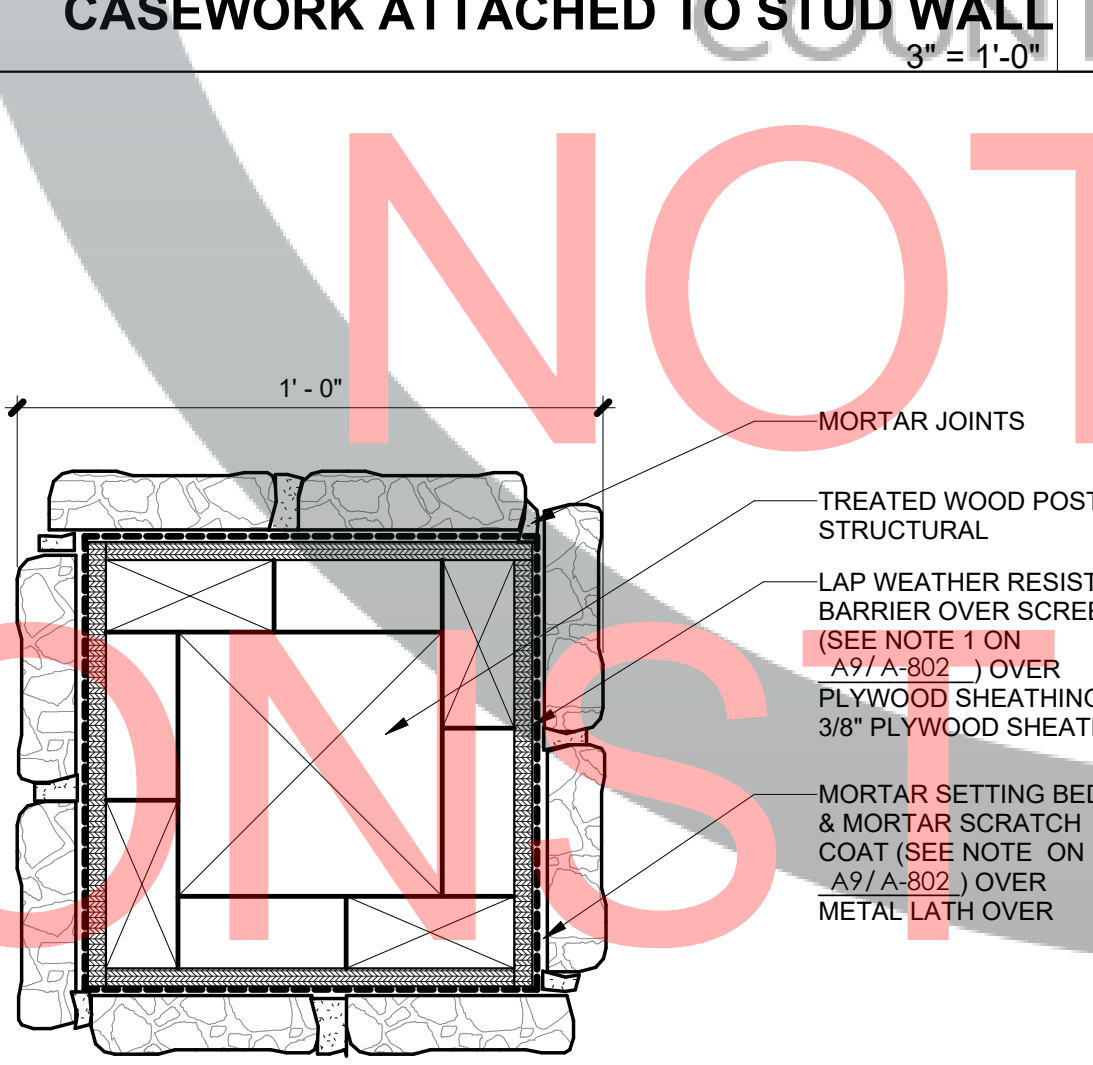 CASEWORK ATTACHED TO STUD WALL
3" = 1'-0"
NOT
1' - 0"
MORTAR JOINTS
TREATED WOOD POST
STRUCTURAL
LAP WEATHER RESIST
BARRIER OVER SCREE
(SEE NOTE 1 ON
A9/ A-802 ) OVER
PLYWOOD SHEATHING
3/8" PLYWOOD SHEAT
MORTAR SETTING BED
& MORTAR SCRATCH
COAT (SEE NOTE ON
A9/ A-802 ) OVER
METAL LATH OVER
ONST